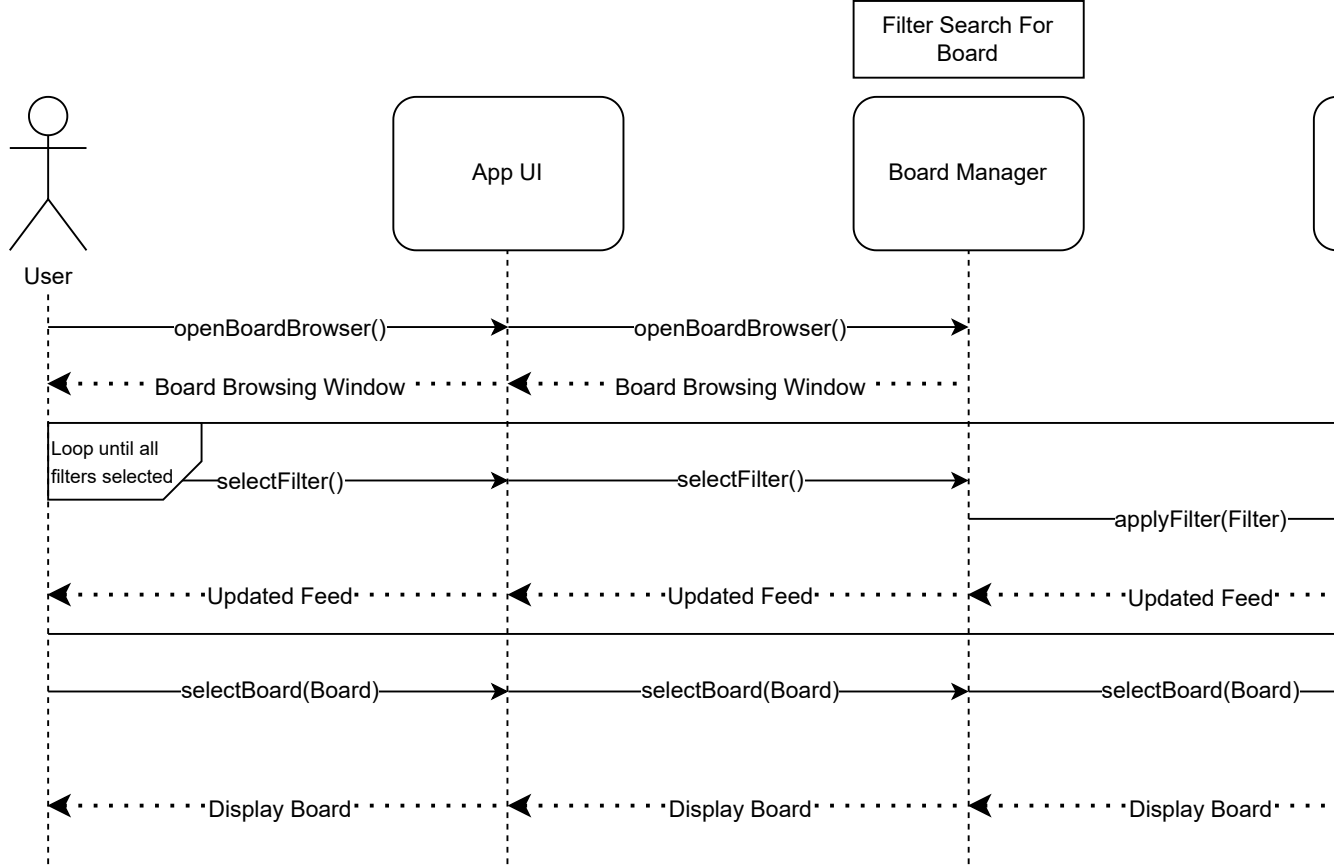 Filter Search For
Board
App UI
Board Manager
User
openBoardBrowser()
openBoardBrowser()
Board Browsing Window
Board Browsing Window
Loop until all
filters selected
selectFilter()
selectFilter()
applyFilter(Filter)
Updated Feed
Updated Feed
Updated Feed
selectBoard(Board)
selectBoard(Board)
selectBoard(Board)
Display Board
Display Board
Display Board